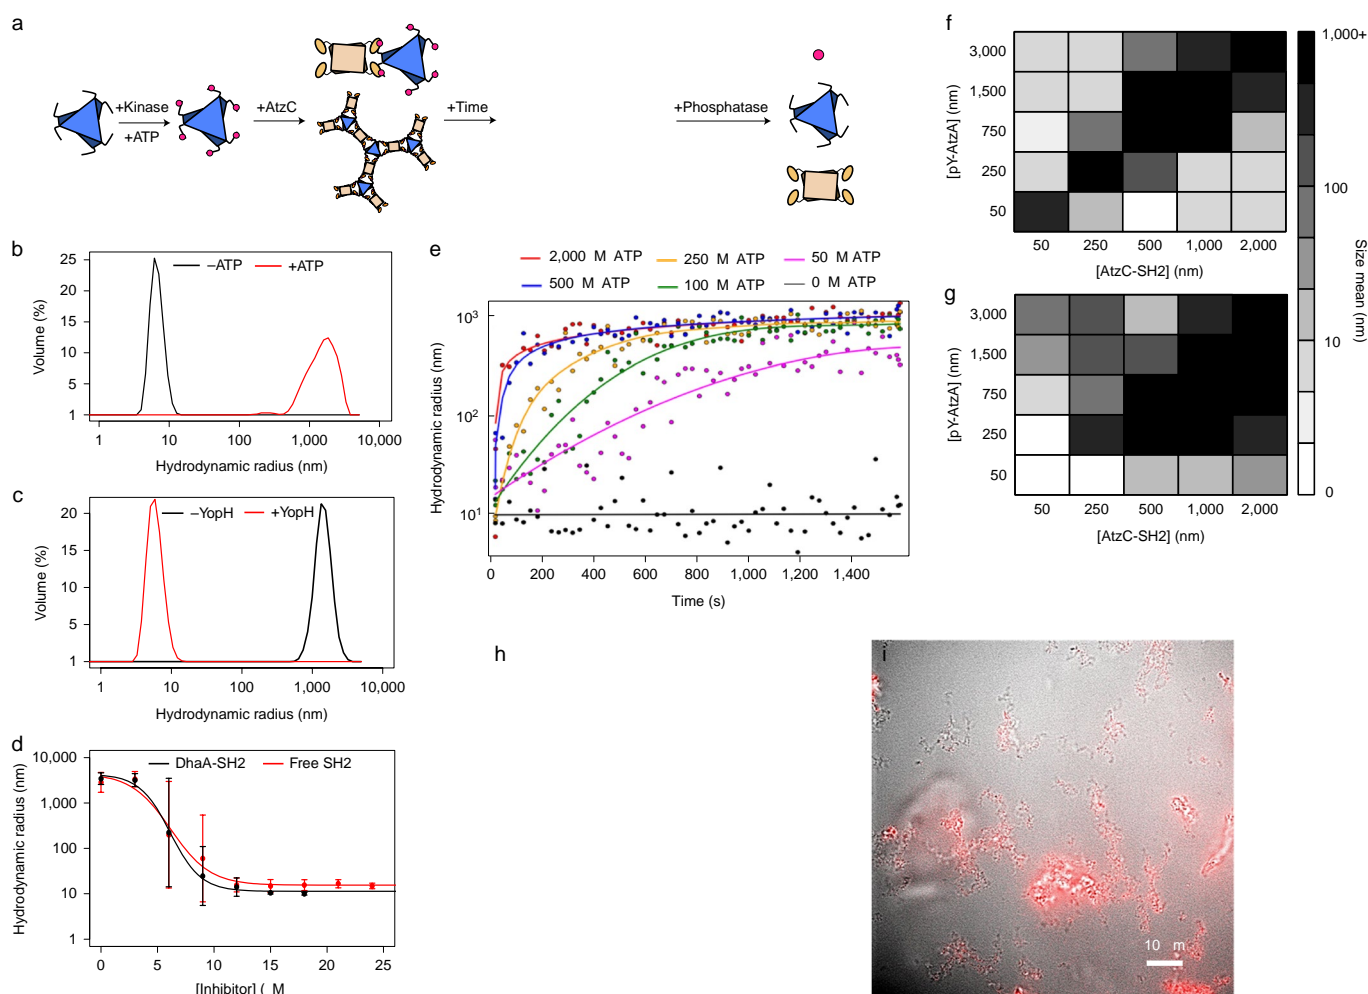 a
+Kinase
+ATP
+AtzC
+Time
+Phosphatase
b
−ATP
+ATP
Volume (%)
25
20
15
10
5
1
1
10
100
1,000
10,000
Hydrodynamic radius (nm)
c
−YopH
+YopH
Volume (%)
20
15
10
5
1
1
10
100
1,000
10,000
Hydrodynamic radius (nm)
d
DhaA-SH2
Free SH2
Hydrodynamic radius (nm)
10,000
1,000
100
10
1
0
5
10
15
20
25
[Inhibitor] ( M
e
2,000 M ATP
250 M ATP
50 M ATP
500 M ATP
100 M ATP
0 M ATP
Hydrodynamic radius (nm)
10³
10²
10¹
0
200
400
600
800
1,000
1,200
1,400
Time (s)
f
[pY-AtzA] (nm)
3,000
1,500
750
250
50
50
250
500
1,000
2,000
[AtzC-SH2] (nm)
g
[pY-AtzA] (nm)
3,000
1,500
750
250
50
50
250
500
1,000
2,000
[AtzC-SH2] (nm)
1,000+
100
10
0
Size mean (nm)
h
i
10 m